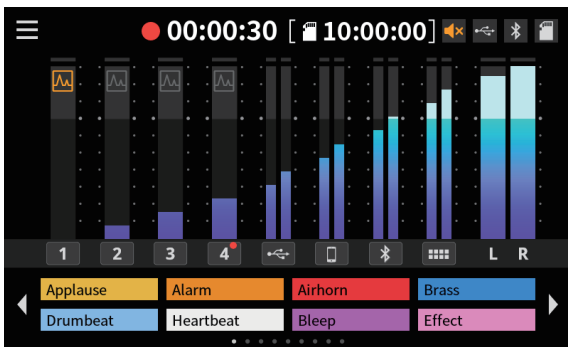 00:00:30 [10:00:00]
1 2 3 4 L R
Applause Alarm Airhorn Brass
Drumbeat Heartbeat Bleep Effect